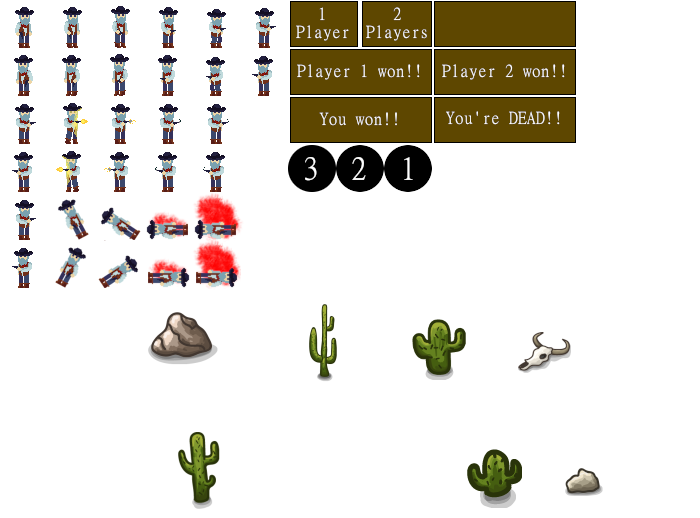 1
Player
2
Players
Player 1 won!!
Player 2 won!!
You won!!
You're DEAD!!
3 2 1